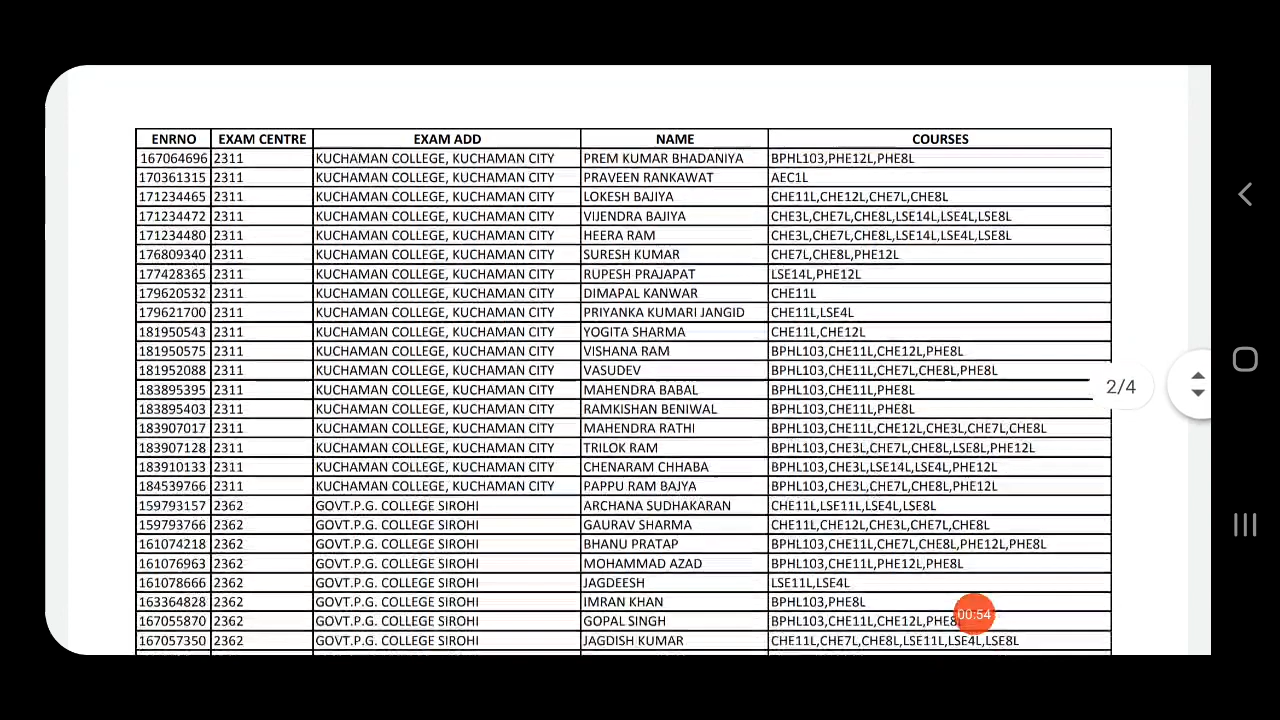 ENRNO EXAM CENTRE EXAM ADD NAME COURSES
167064696 2311 KUCHAMAN COLLEGE, KUCHAMAN CITY PREM KUMAR BHADANIYA BPHL103,PHE12L,PHE8L
170361315 2311 KUCHAMAN COLLEGE, KUCHAMAN CITY PRAVEEN RANKAWAT AEC1L
171234465 2311 KUCHAMAN COLLEGE, KUCHAMAN CITY LOKESH BAJIYA CHE11L,CHE12L,CHE7L,CHE8L
171234472 2311 KUCHAMAN COLLEGE, KUCHAMAN CITY VIJENDRA BAJIYA CHE3L,CHE7L,CHE8L,LSE14L,LSE4L,LSE8L
171234480 2311 KUCHAMAN COLLEGE, KUCHAMAN CITY HEERA RAM CHE3L,CHE7L,CHE8L,LSE14L,LSE4L,LSE8L
176809340 2311 KUCHAMAN COLLEGE, KUCHAMAN CITY SURESH KUMAR CHE7L,CHE8L,PHE12L
177428365 2311 KUCHAMAN COLLEGE, KUCHAMAN CITY RUPESH PRAJAPAT LSE14L,PHE12L
179620532 2311 KUCHAMAN COLLEGE, KUCHAMAN CITY DIMAPAL KANWAR CHE11L
179621700 2311 KUCHAMAN COLLEGE, KUCHAMAN CITY PRIYANKA KUMARI JANGID CHE11L,LSE4L
181950543 2311 KUCHAMAN COLLEGE, KUCHAMAN CITY YOGITA SHARMA CHE11L,CHE12L
181950575 2311 KUCHAMAN COLLEGE, KUCHAMAN CITY VISHANA RAM BPHL103,CHE11L,CHE12L,PHE8L
181952088 2311 KUCHAMAN COLLEGE, KUCHAMAN CITY VASUDEV BPHL103,CHE11L,CHE7L,CHE8L,PHE8L
183895395 2311 KUCHAMAN COLLEGE, KUCHAMAN CITY MAHENDRA BABAL BPHL103,CHE11L,PHE8L
2/4
183895403 2311 KUCHAMAN COLLEGE, KUCHAMAN CITY RAMKISHAN BENIWAL BPHL103,CHE11L,PHE8L
183907017 2311 KUCHAMAN COLLEGE, KUCHAMAN CITY MAHENDRA RATHI BPHL103,CHE11L,CHE12L,CHE3L,CHE7L,CHE8L
183907128 2311 KUCHAMAN COLLEGE, KUCHAMAN CITY TRILOK RAM BPHL103,CHE3L,CHE7L,CHE8L,LSE8L,PHE12L
183910133 2311 KUCHAMAN COLLEGE, KUCHAMAN CITY CHENARAM CHHABA BPHL103,CHE3L,LSE14L,LSE4L,PHE12L
184539766 2311 KUCHAMAN COLLEGE, KUCHAMAN CITY PAPPU RAM BAJYA BPHL103,CHE3L,CHE7L,CHE8L,PHE12L
159793157 2362 GOVT.P.G. COLLEGE SIROHI ARCHANA SUDHAKARAN CHE11L,LSE11L,LSE4L,LSE8L
159793766 2362 GOVT.P.G. COLLEGE SIROHI GAURAV SHARMA CHE11L,CHE12L,CHE3L,CHE7L,CHE8L
161074218 2362 GOVT.P.G. COLLEGE SIROHI BHANU PRATAP BPHL103,CHE11L,CHE7L,CHE8L,PHE12L,PHE8L
161076963 2362 GOVT.P.G. COLLEGE SIROHI MOHAMMAD AZAD BPHL103,CHE11L,PHE12L,PHE8L
161078666 2362 GOVT.P.G. COLLEGE SIROHI JAGDEESH LSE11L,LSE4L
163364828 2362 GOVT.P.G. COLLEGE SIROHI IMRAN KHAN BPHL103,PHE8L
00:54
167055870 2362 GOVT.P.G. COLLEGE SIROHI GOPAL SINGH BPHL103,CHE11L,CHE12L,PHE8L
167057350 2362 GOVT.P.G. COLLEGE SIROHI JAGDISH KUMAR CHE11L,CHE7L,CHE8L,LSE11L,LSE4L,LSE8L